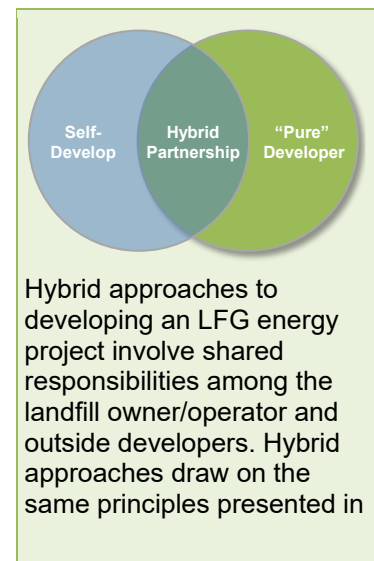 Self-
Develop
Hybrid
Partnership
“Pure”
Developer
Hybrid approaches to
developing an LFG energy
project involve shared
responsibilities among the
landfill owner/operator and
outside developers. Hybrid
approaches draw on the
same principles presented in